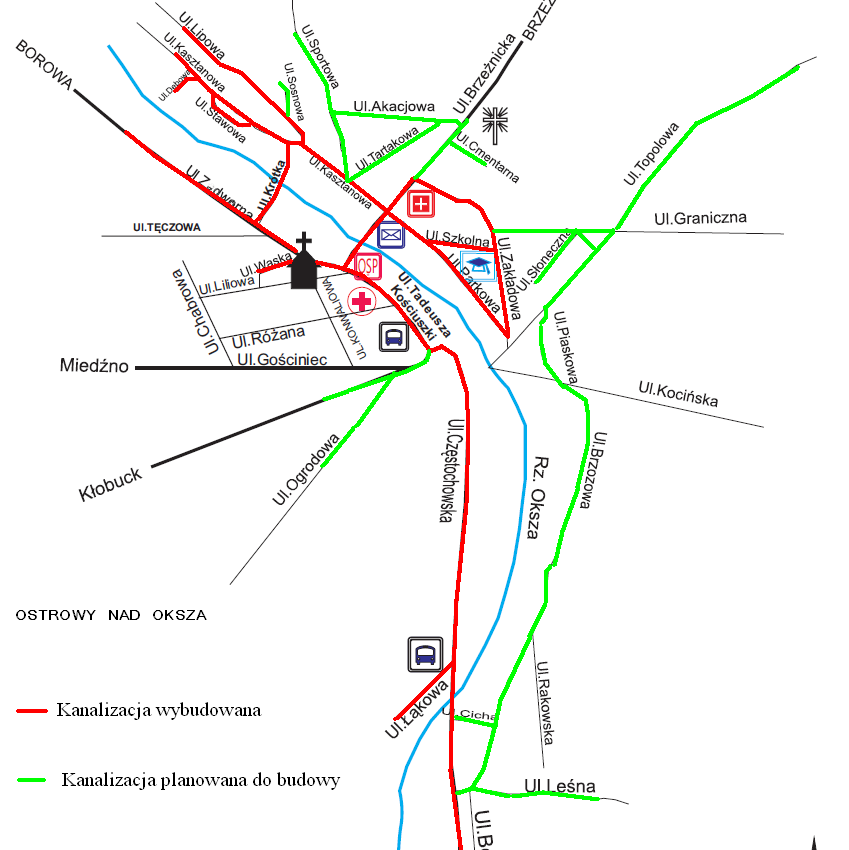 BRZEŹ
Ul.Lipowa
Ul.Kasztanowa
Ul.Sportowa
Ul.Brzeźnicka
BOROWA
Ul.Dębowa
Ul.Sosnowa
Ul.Stawowa
Ul.Akacjowa
Ul.Tartakowa
Ul.Cmentarna
Ul.Topolowa
Ul.Kasztanowa
Ul.Krótka
Ul.Graniczna
Ul.TĘCZOWA
Ul.Szkolna
Ul.Zakładowa
Ul.Słoneczna
Ul.Parkowa
OSP
Ul.Wąska
Ul.Liliowa
Ul.Chabrowa
UL.KONWALIOWA
Ul.Tadeusza
Kościuszki
Ul.Różana
Ul.Gościniec
Miedźno
Ul.Piaskowa
Ul.Kocińska
Ul.Częstochowska
Ul.Brzozowa
Ul.Ogrodowa
Kłobuck
Rz. Oksza
OSTROWY NAD OKSZA
Ul.Rakowska
Ul.Łąkowa
Ul.Cicha
Kanalizacja wybudowana
Kanalizacja planowana do budowy
Ul.Leśna